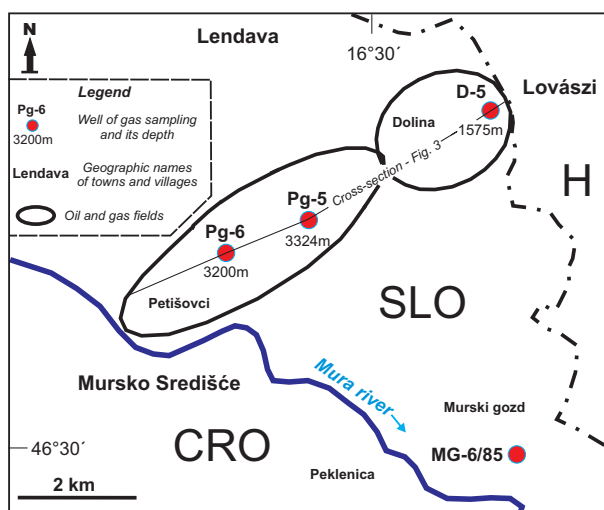 N
Lendava
16°30´
Legend
Pg-6
3200m
Well of gas sampling
and its depth
Lendava
Geographic names
of towns and villages
Oil and gas fields
D-5
1575m
Lovászi
Dolina
Cross-section - Fig. 3
H
Pg-5
3324m
Pg-6
3200m
Petišovci
SLO
Mursko Središće
Mura river
Murski gozd
46°30´
CRO
MG-6/85
Peklenica
2 km